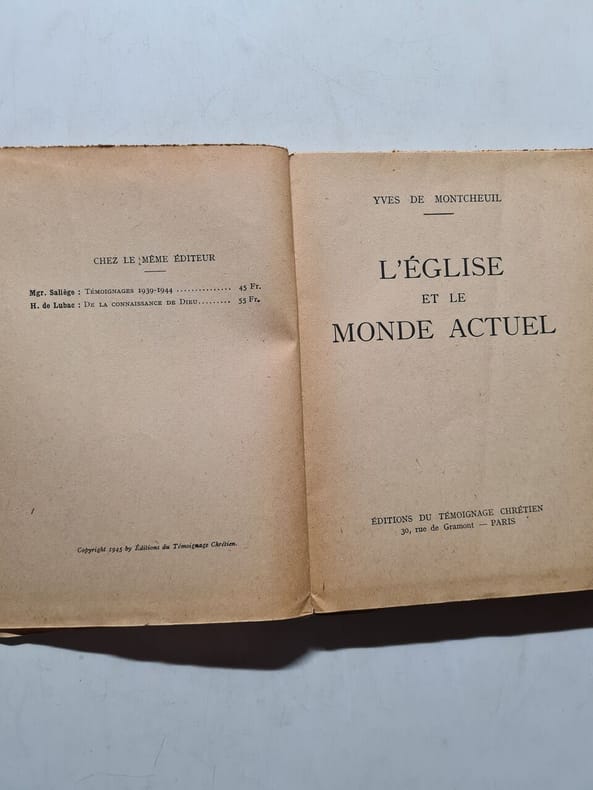 CHEZ LE MÊME ÉDITEUR
Mgr. Saliège : TÉMOIGNAGES 1939-1944 ............... 45 Fr.
H. de Lubac : DE LA CONNAISSANCE DE DIEU......... 55 Fr.
Copyright 1945 by Éditions du Témoignage Chrétien.
YVES DE MONTCHEUIL
L'ÉGLISE
ET LE
MONDE ACTUEL
ÉDITIONS DU TÉMOIGNAGE CHRÉTIEN
30, rue de Gramont — PARIS